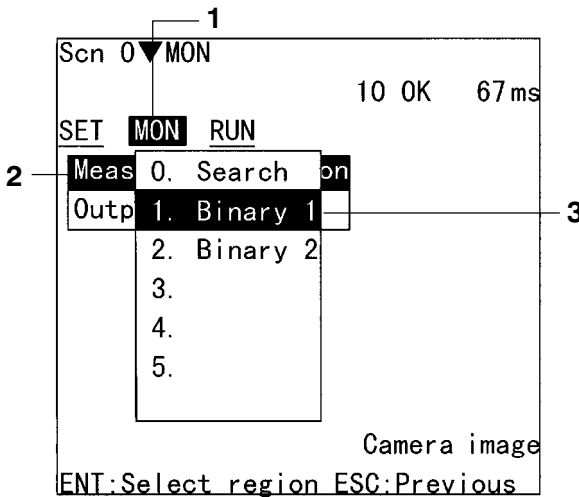 1
Scn 0▼MON
10 OK 67ms
SET MON RUN
2
Meas
on
0. Search
Outp
1. Binary 1
3
2. Binary 2
3.
4.
5.
Camera image
ENT:Select region ESC:Previous